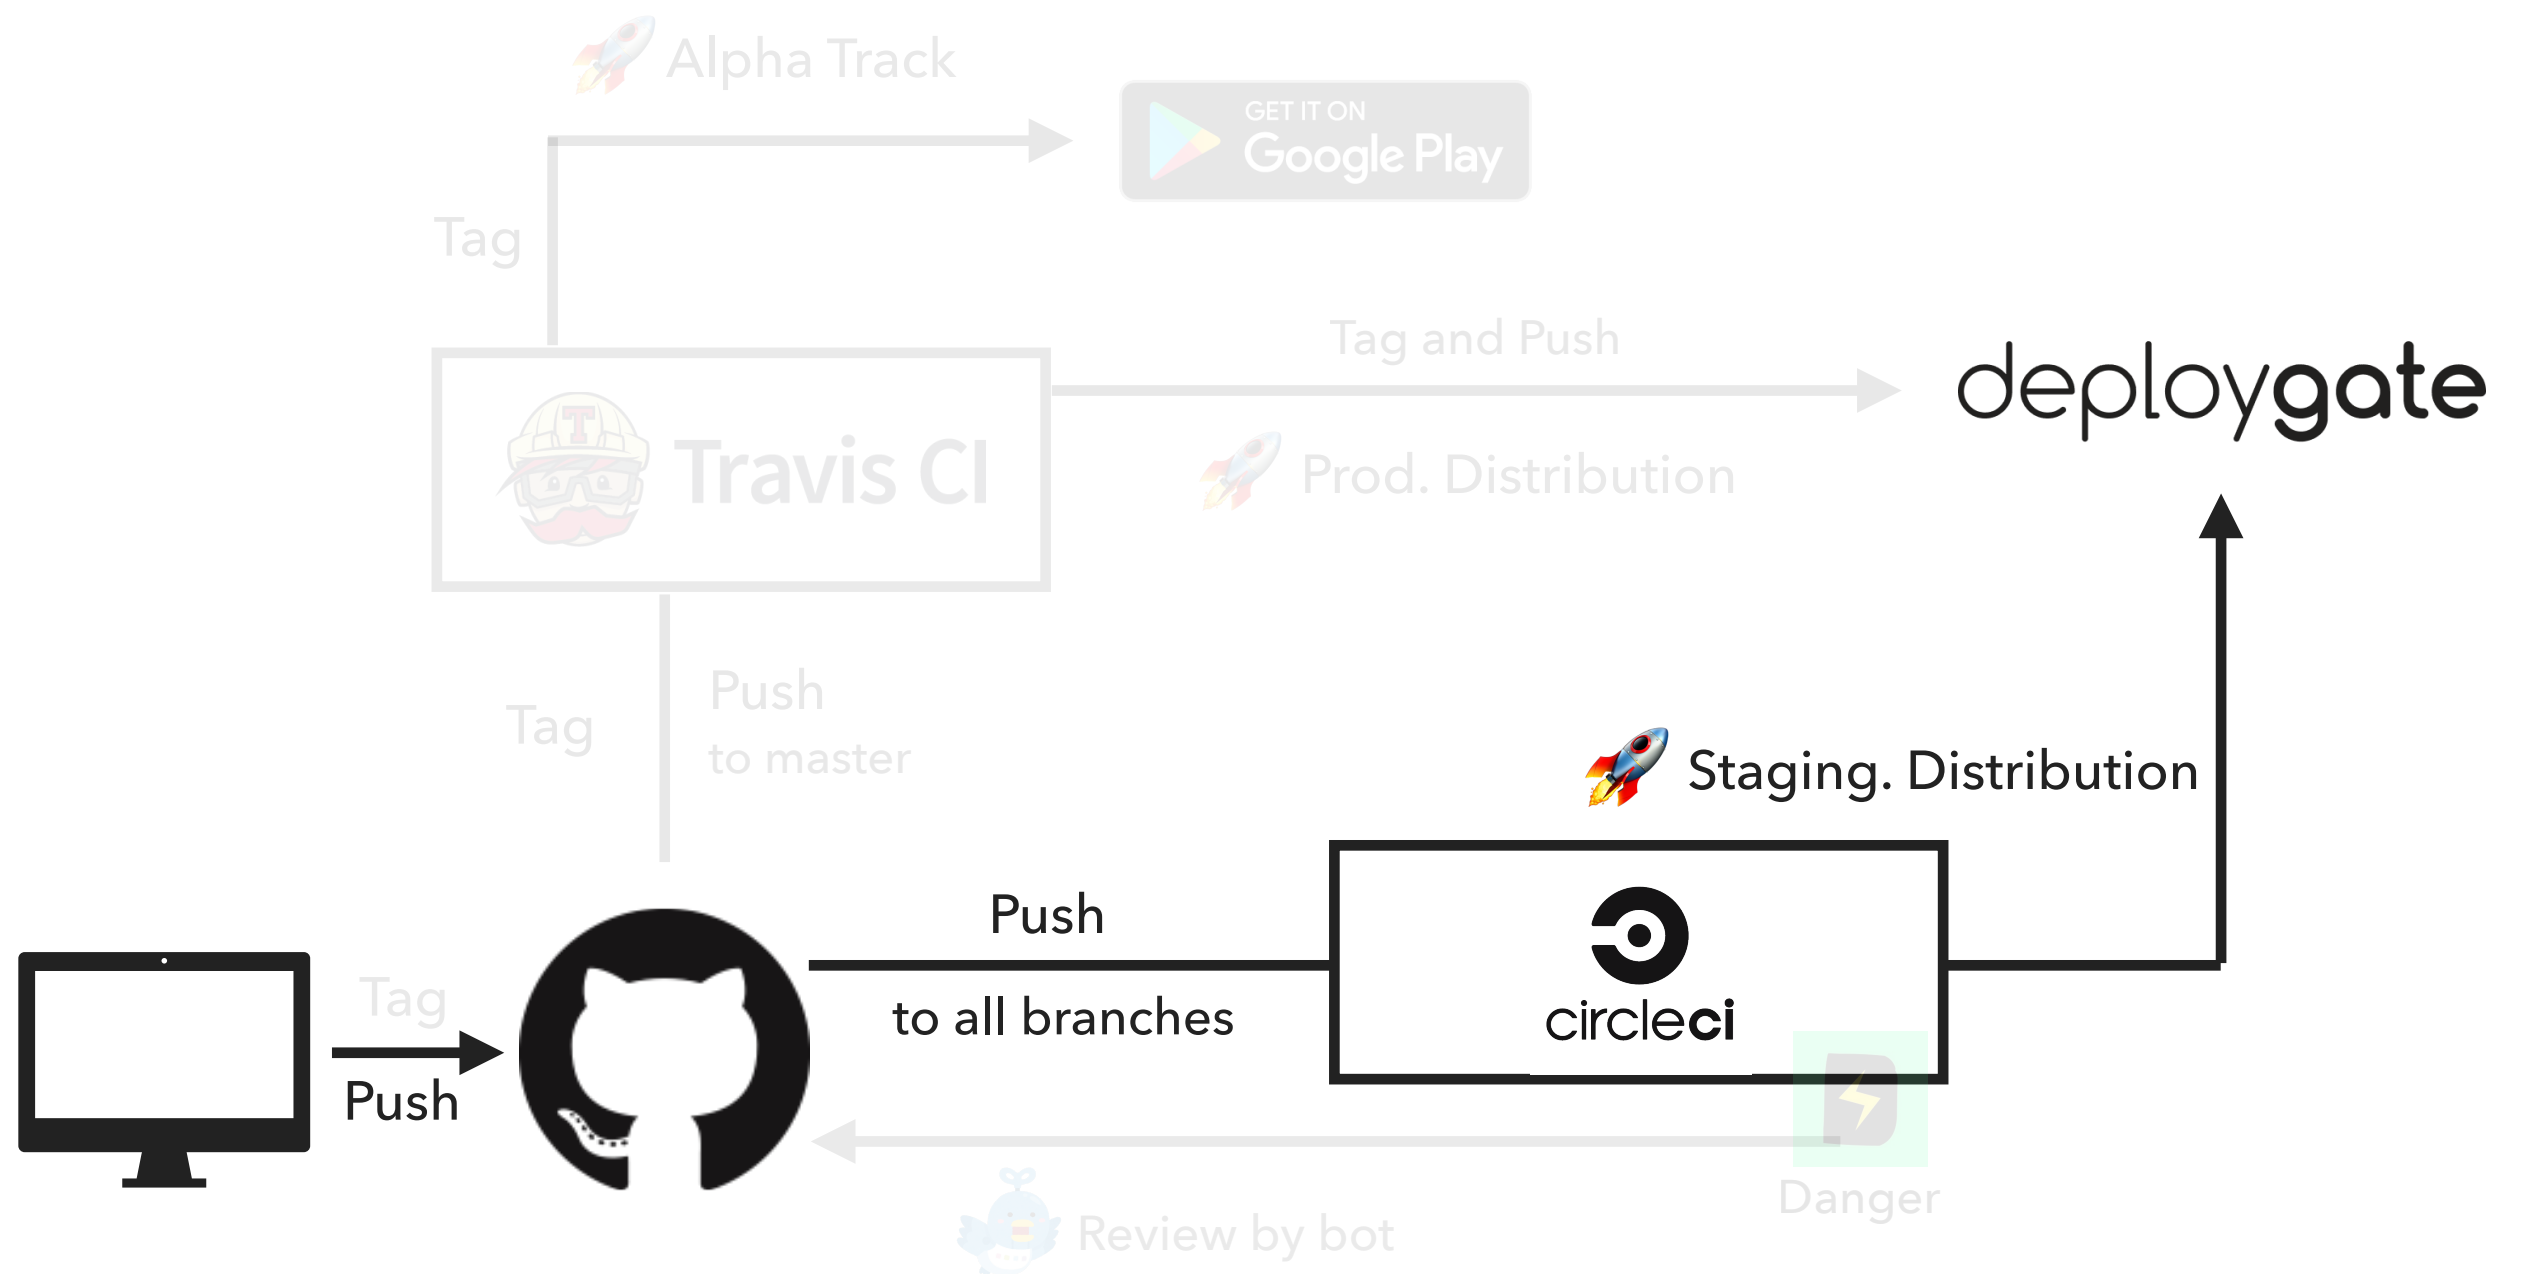 Alpha Track
GET IT ON
Google Play
Tag
Tag and Push
deploygate
T
Travis CI
Prod. Distribution
Push
Tag
to master
Staging. Distribution
Push
Tag
to all branches
circleci
Push
Danger
Review by bot